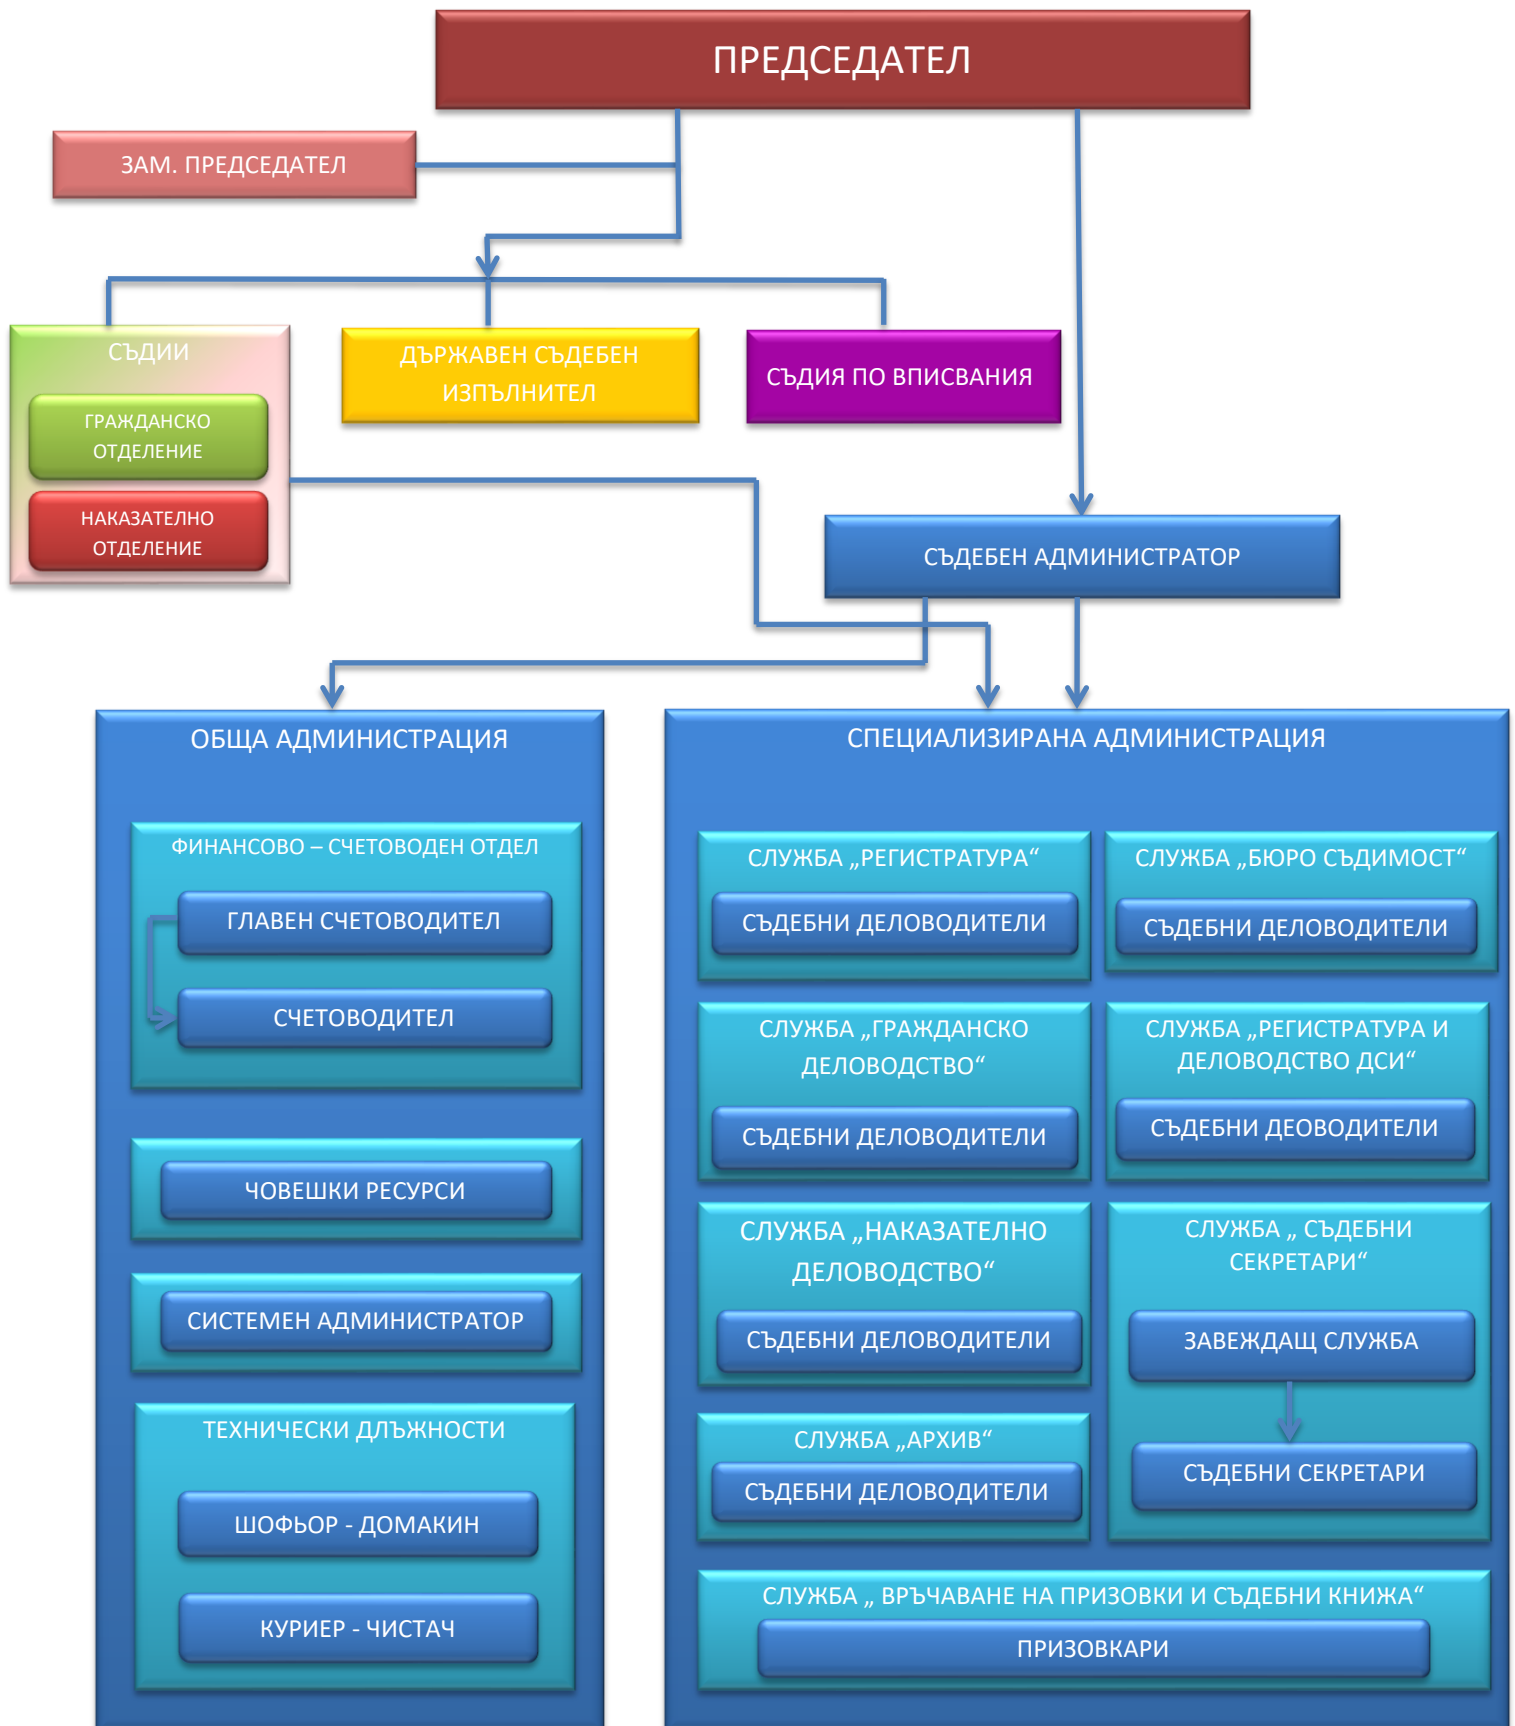 ПРЕДСЕДАТЕЛ
ЗАМ. ПРЕДСЕДАТЕЛ
СЪДИИ
ГРАЖДАНСКО
ОТДЕЛЕНИЕ
НАКАЗАТЕЛНО
ОТДЕЛЕНИЕ
ДЪРЖАВЕН СЪДЕБЕН
ИЗПЪЛНИТЕЛ
СЪДИЯ ПО ВПИСВАНИЯ
СЪДЕБЕН АДМИНИСТРАТОР
ОБЩА АДМИНИСТРАЦИЯ
ФИНАНСОВО – СЧЕТОВОДЕН ОТДЕЛ
ГЛАВЕН СЧЕТОВОДИТЕЛ
СЧЕТОВОДИТЕЛ
ЧОВЕШКИ РЕСУРСИ
СИСТЕМЕН АДМИНИСТРАТОР
ТЕХНИЧЕСКИ ДЛЪЖНОСТИ
ШОФЬОР - ДОМАКИН
КУРИЕР - ЧИСТАЧ
СПЕЦИАЛИЗИРАНА АДМИНИСТРАЦИЯ
СЛУЖБА „РЕГИСТРАТУРА“
СЪДЕБНИ ДЕЛОВОДИТЕЛИ
СЛУЖБА „БЮРО СЪДИМОСТ“
СЪДЕБНИ ДЕЛОВОДИТЕЛИ
СЛУЖБА „ГРАЖДАНСКО
ДЕЛОВОДСТВО“
СЪДЕБНИ ДЕЛОВОДИТЕЛИ
СЛУЖБА „РЕГИСТРАТУРА И
ДЕЛОВОДСТВО ДСИ“
СЪДЕБНИ ДЕОВОДИТЕЛИ
СЛУЖБА „НАКАЗАТЕЛНО
ДЕЛОВОДСТВО“
СЪДЕБНИ ДЕЛОВОДИТЕЛИ
СЛУЖБА „ СЪДЕБНИ
СЕКРЕТАРИ“
ЗАВЕЖДАЩ СЛУЖБА
СЪДЕБНИ СЕКРЕТАРИ
СЛУЖБА „АРХИВ“
СЪДЕБНИ ДЕЛОВОДИТЕЛИ
СЛУЖБА „ ВРЪЧАВАНЕ НА ПРИЗОВКИ И СЪДЕБНИ КНИЖА“
ПРИЗОВКАРИ